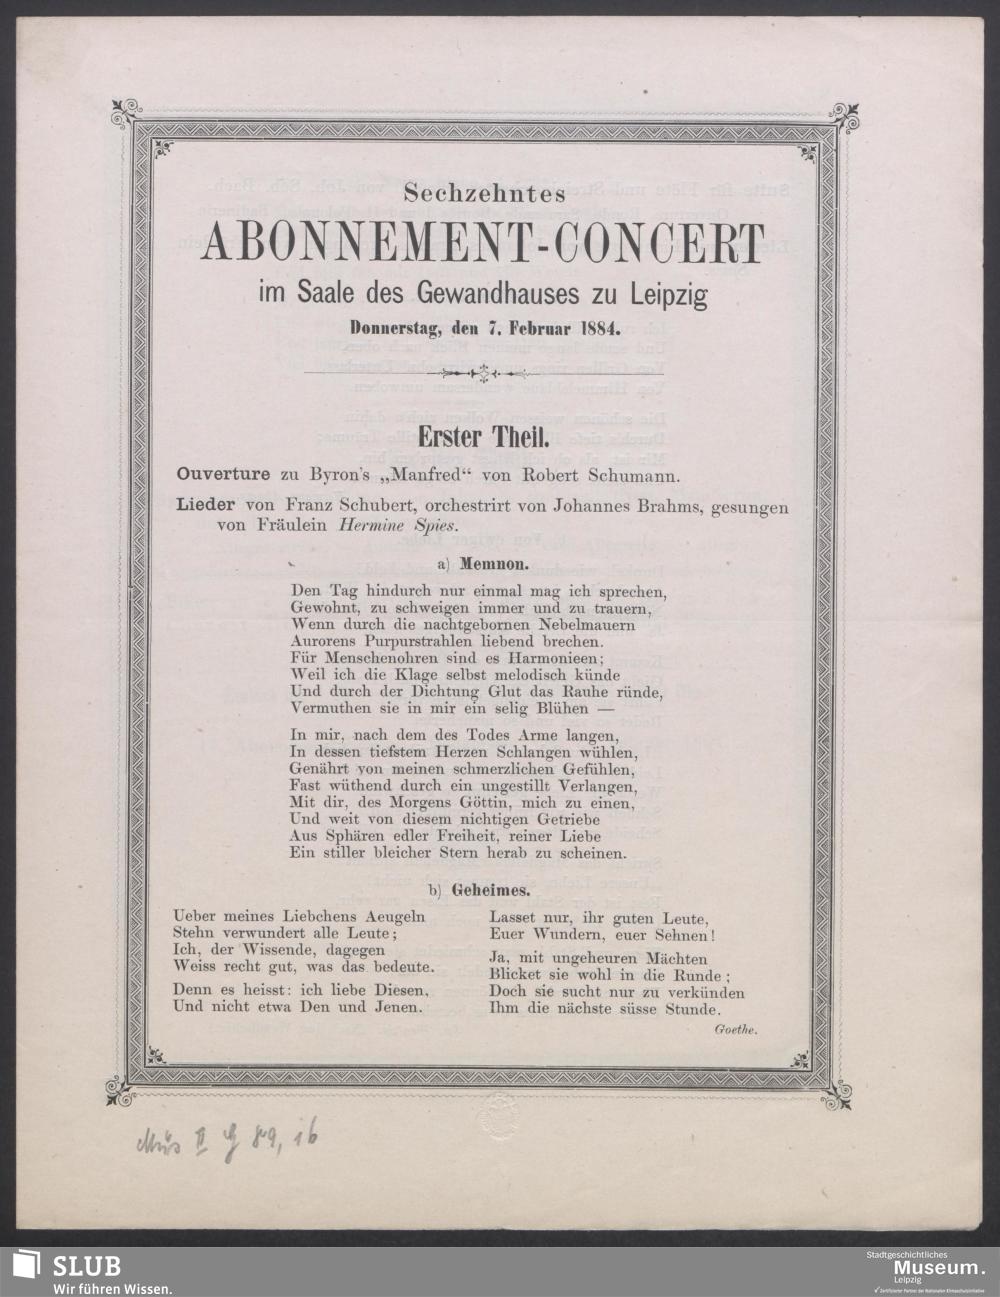 Sechzehntes
ABONNEMENT-CONCERT
im Saale des Gewandhauses zu Leipzig
Donnerstag, den 7. Februar 1884.
Erster Theil.
Ouverture zu Byron's „Manfred“ von Robert Schumann.
Lieder von Franz Schubert, orchestrirt von Johannes Brahms, gesungen
von Fräulein Hermine Spies.
a) Memnon.
Den Tag hindurch nur einmal mag ich sprechen,
Gewohnt, zu schweigen immer und zu trauern,
Wenn durch die nachtgebornen Nebelmauern
Aurorens Purpurstrahlen liebend brechen.
Für Menschenohren sind es Harmonieen;
Weil ich die Klage selbst melodisch künde
Und durch der Dichtung Glut das Rauhe ründe,
Vermuthen sie in mir ein selig Blühen —
In mir, nach dem des Todes Arme langen,
In dessen tiefstem Herzen Schlangen wühlen,
Genährt von meinen schmerzlichen Gefühlen,
Fast wüthend durch ein ungestillt Verlangen,
Mit dir, des Morgens Göttin, mich zu einen,
Und weit von diesem nichtigen Getriebe
Aus Sphären edler Freiheit, reiner Liebe
Ein stiller bleicher Stern herab zu scheinen.
b) Geheimes.
Ueber meines Liebchens Aeugeln
Stehn verwundert alle Leute;
Ich, der Wissende, dagegen
Weiss recht gut, was das bedeute.
Denn es heisst: ich liebe Diesen,
Und nicht etwa Den und Jenen.
Lasset nur, ihr guten Leute,
Euer Wundern, euer Sehnen!
Ja, mit ungeheuren Mächten
Blicket sie wohl in die Runde;
Doch sie sucht nur zu verkünden
Ihm die nächste süsse Stunde.
Goethe.
Mus II 89, 16
SLUB
Wir führen Wissen.
Stadtgeschichtliches
Museum.
Leipzig
Zertifizierter Partner der Nationalen Klimaschutzinitiative